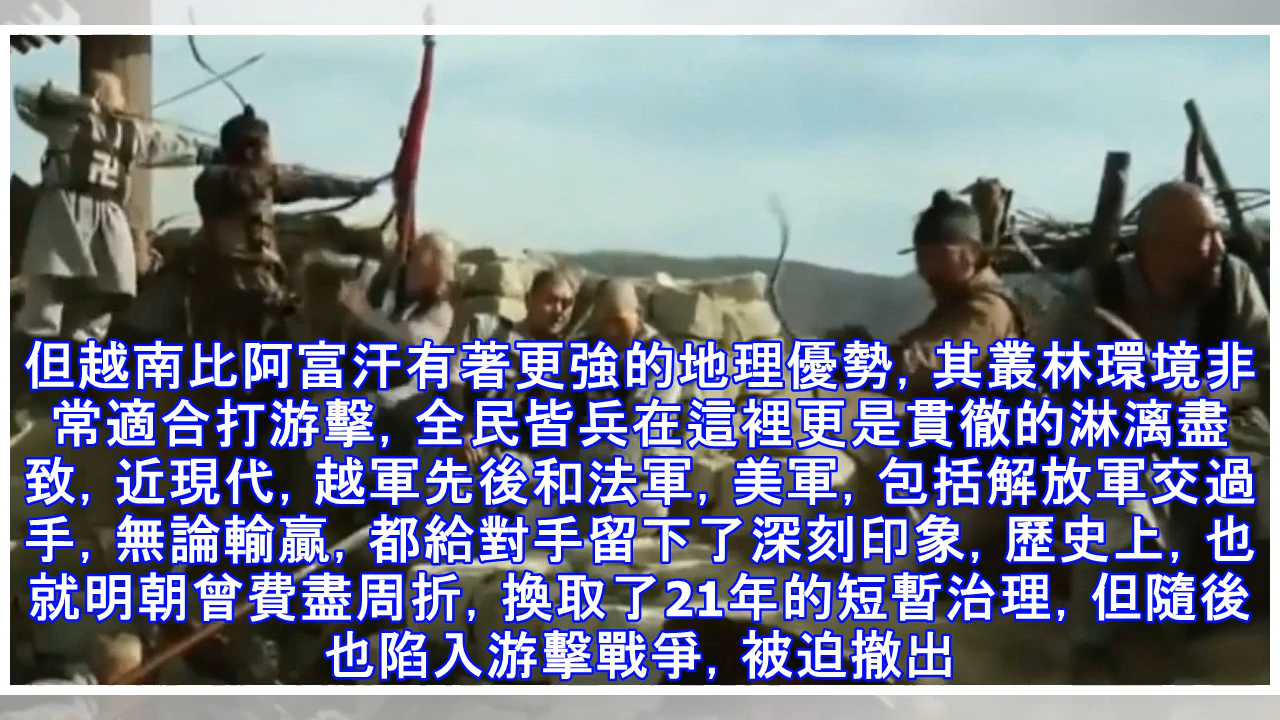 卍
但越南比阿富汗有著更強的地理優勢, 其叢林環境非
常適合打游擊, 全民皆兵在這裡更是貫徹的淋漓盡
致, 近現代, 越軍先後和法軍, 美軍, 包括解放軍交過
手, 無論輸贏, 都給對手留下了深刻印象, 歷史上, 也
就明朝曾費盡周折, 換取了21年的短暫治理, 但隨後
也陷入游擊戰爭, 被迫撤出